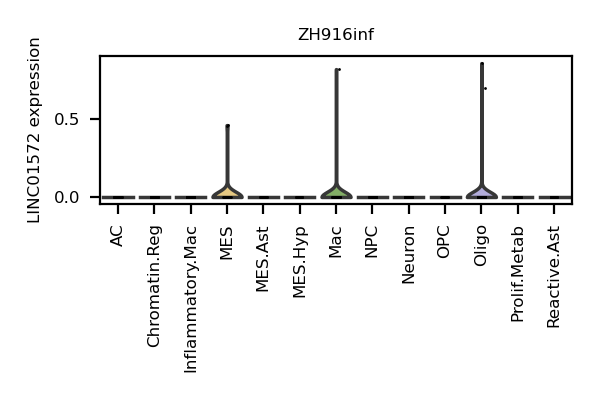 ZH916inf
LINC01572 expression
0.5
0.0
AC
Chromatin.Reg
Inflammatory.Mac
MES
MES.Ast
MES.Hyp
Mac
NPC
Neuron
OPC
Oligo
Prolif.Metab
Reactive.Ast